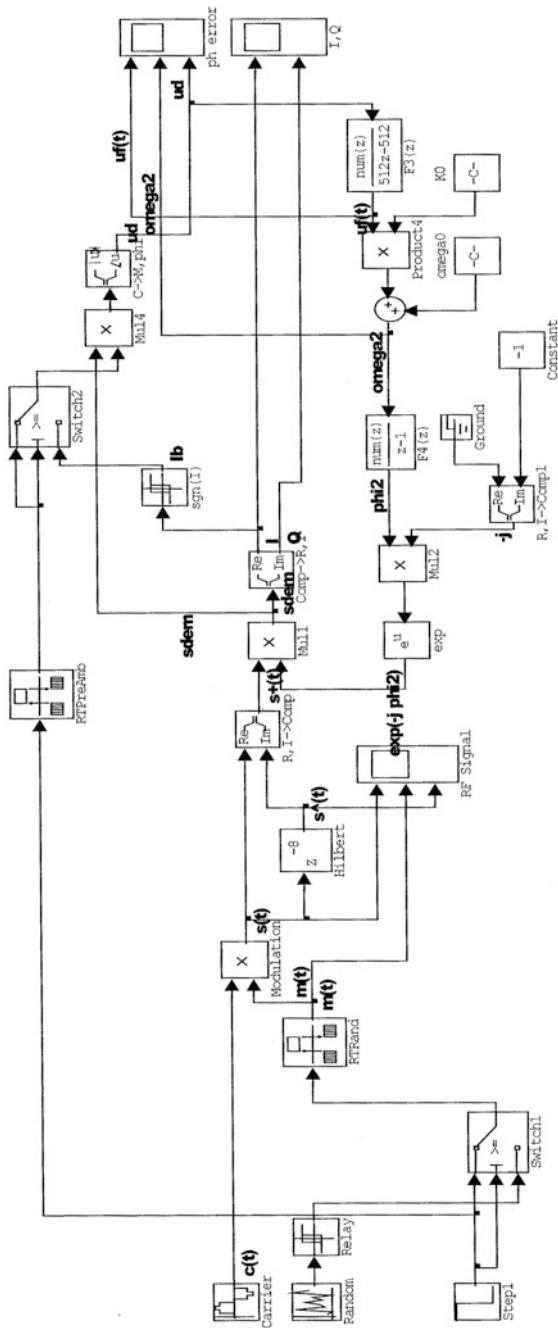 RTPreAmb
>=
Switch2
X
Mul4
|u|
/u
C->M,phi
ud
uf(t)
omega2
ud
ph error
I,Q
sdem
sgn(I)
Ib
c(t)
Carrier
X
Modulation
s(t)
Re
Im
R,I->Comp
s+(t)
X
Mul1
sdem
Re
Im
Comp->R,I
I
Q
-8
z
Hilbert
s^(t)
Random
Relay
RTRand
m(t)
m(t)
exp(-j phi2)
RF Signal
e^u
exp
X
Mul2
phi2
num(z)
z-1
F4(z)
omega2
++
X
Product4
uf(t)
num(z)
512z-512
F3(z)
-j
Re
Im
R,I->Compl
Ground
-1
Constant
-C-
omega0
-C-
K0
Step1
>=
Switch1